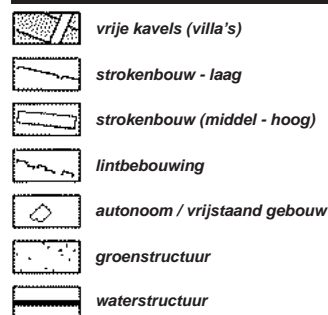 vrije kavels (villa's)
strokenbouw - laag
strokenbouw (middel - hoog)
lintbebouwing
autonoom / vrijstaand gebouw
groenstructuur
waterstructuur